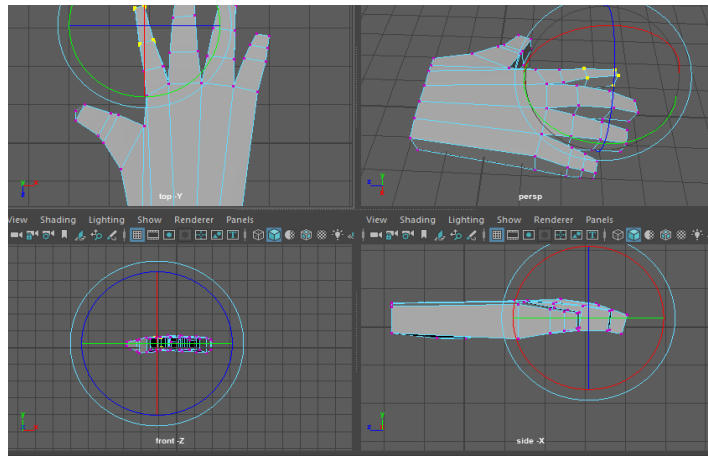 top -Y
persp
View Shading Lighting Show Renderer Panels
View Shading Lighting Show Renderer Panels
front -Z
side -X